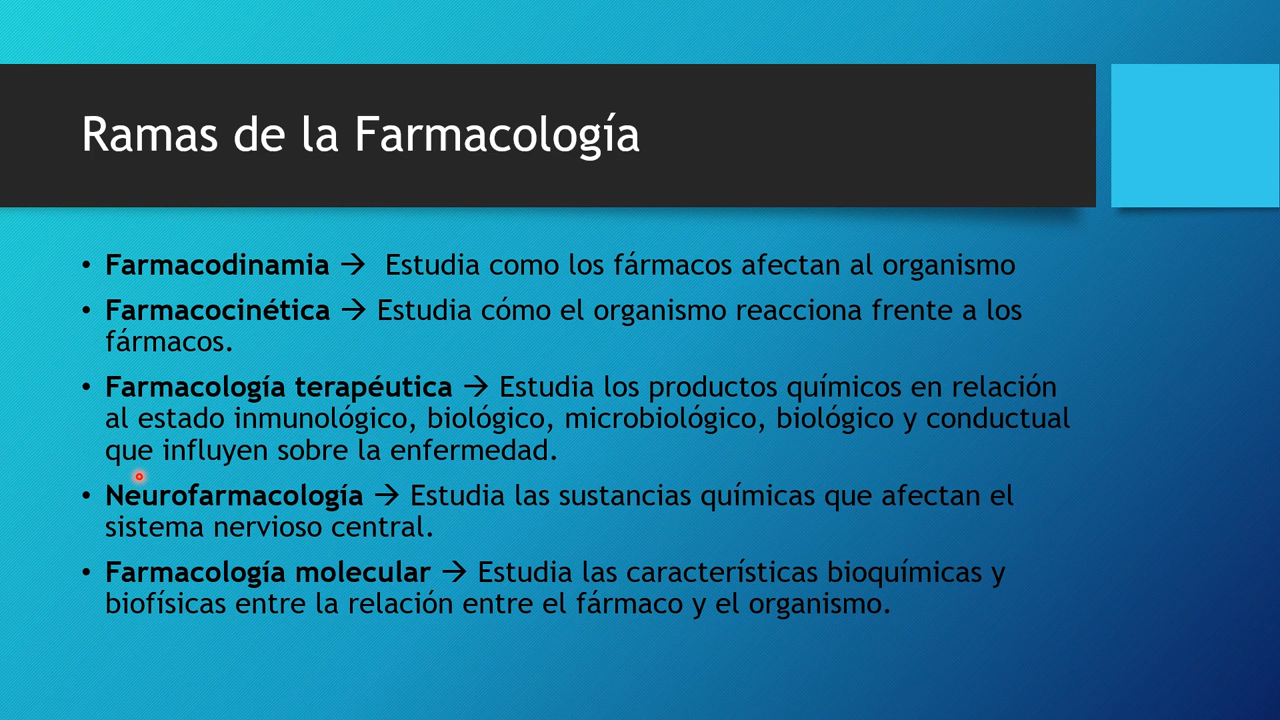 Ramas de la Farmacología
• Farmacodinamia → Estudia como los fármacos afectan al organismo
• Farmacocinética → Estudia cómo el organismo reacciona frente a los
fármacos.
• Farmacología terapéutica → Estudia los productos químicos en relación
al estado inmunológico, biológico, microbiológico, biológico y conductual
que influyen sobre la enfermedad.
• Neurofarmacología → Estudia las sustancias químicas que afectan el
sistema nervioso central.
• Farmacología molecular → Estudia las características bioquímicas y
biofísicas entre la relación entre el fármaco y el organismo.